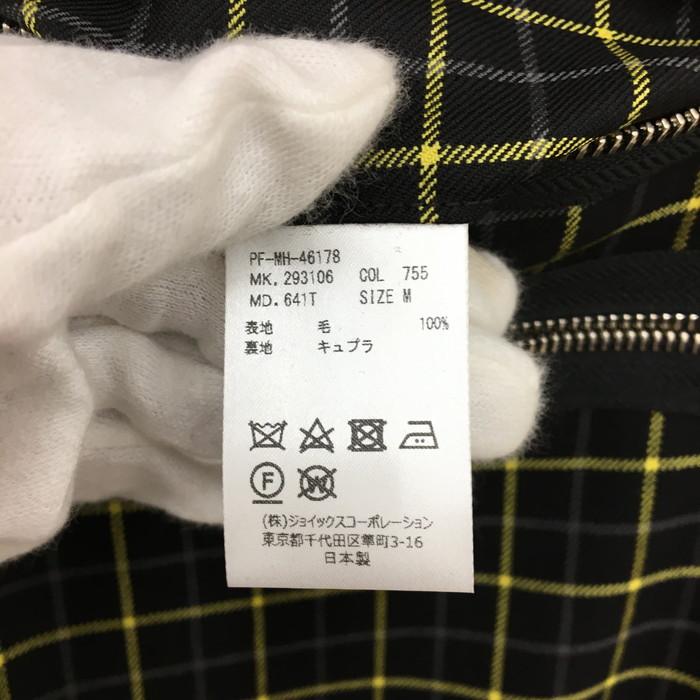 PF-MH-46178
MK. 293106 COL 755
MD. 641T SIZE M
表地 毛 100%
裏地 キュプラ
F W
(株)ジョイックスコーポレーション
東京都千代田区隼町3-16
日本製